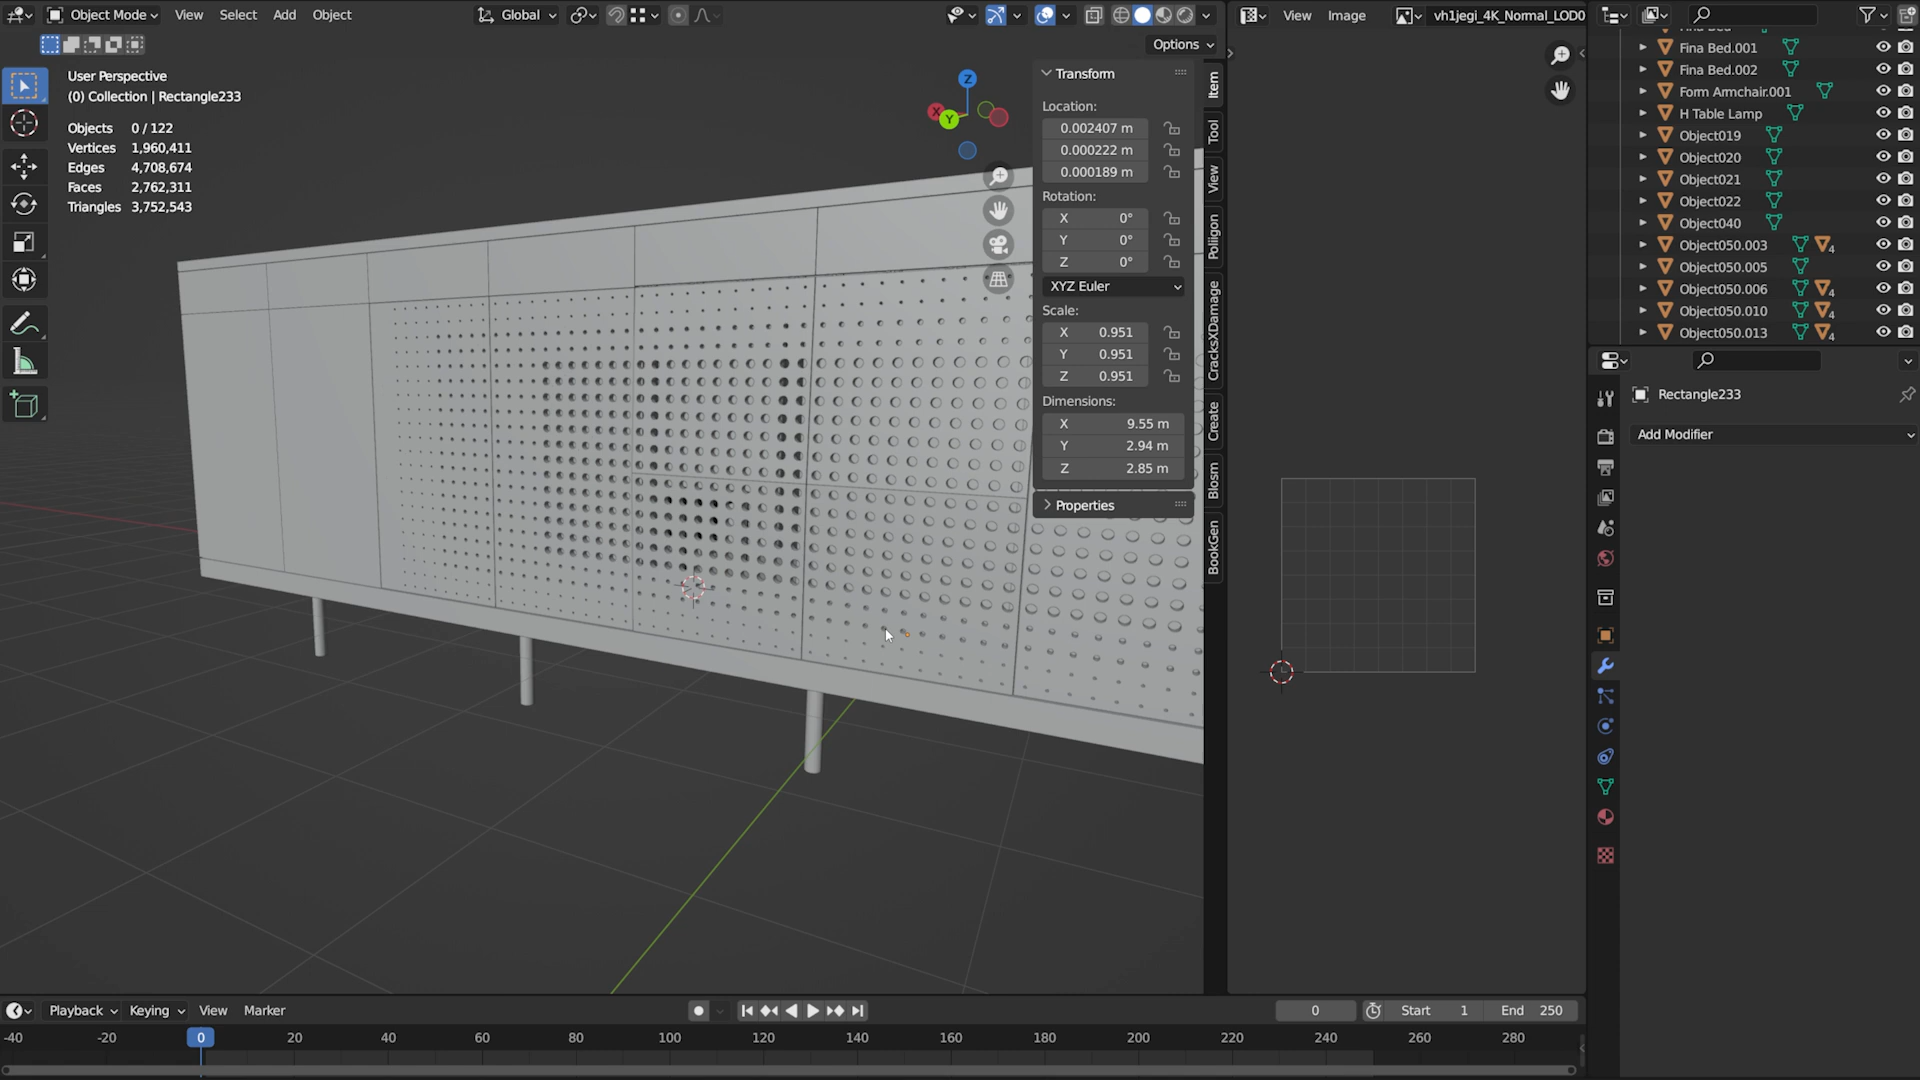 Object Mode View Select Add Object Global
Options
User Perspective
(0) Collection | Rectangle233
Objects 0 / 122
Vertices 1,960,411
Edges 4,708,674
Faces 2,762,311
Triangles 3,752,543
Z
X
Y
Transform
Location:
0.002407 m
0.000222 m
0.000189 m
Rotation:
X 0°
Y 0°
Z 0°
XYZ Euler
Scale:
X 0.951
Y 0.951
Z 0.951
Dimensions:
X 9.55 m
Y 2.94 m
Z 2.85 m
Properties
Item
Tool
View
Poliigon
CracksXDamage
Create
Blosm
BookGen
View Image vh1jegi_4K_Normal_LOD0
Fina Bed.001
Fina Bed.002
Form Armchair.001
H Table Lamp
Object019
Object020
Object021
Object022
Object040
Object050.003 4
Object050.005
Object050.006 4
Object050.010 4
Object050.013 4
Rectangle233
Add Modifier
Playback Keying View Marker 0 Start 1 End 250
-40 -20 0 20 40 60 80 100 120 140 160 180 200 220 240 260 280